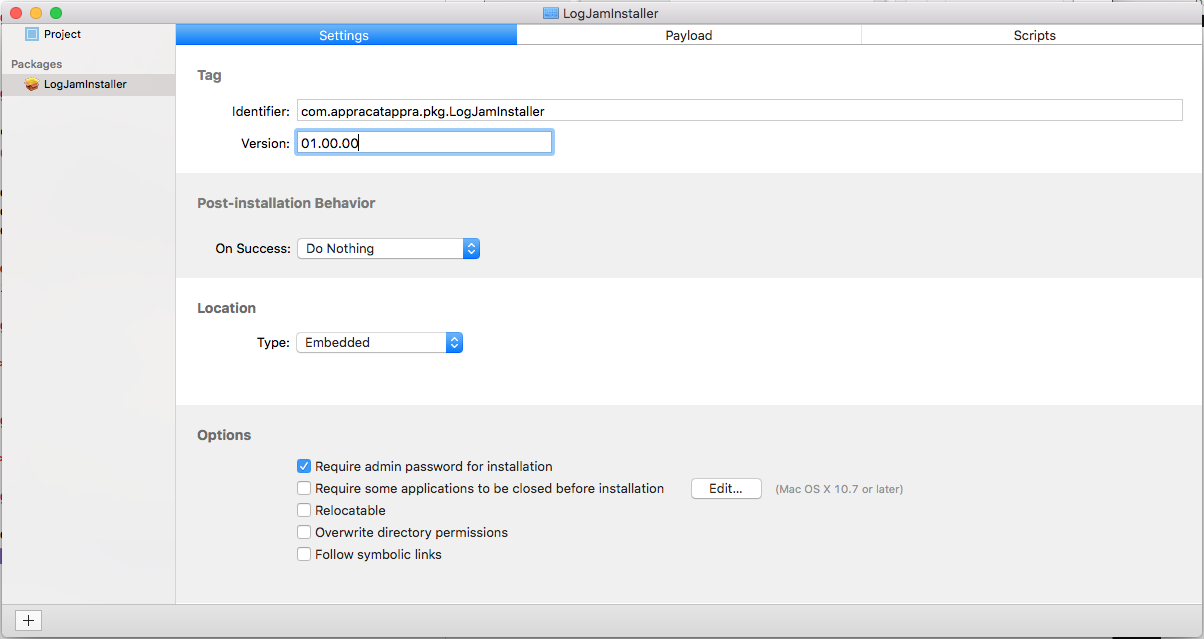 LogJamInstaller
Project
Packages
LogJamInstaller
Settings Payload Scripts
Tag
Identifier: com.appracatappra.pkg.LogJamInstaller
Version: 01.00.00
Post-installation Behavior
On Success: Do Nothing
Location
Type: Embedded
Options
Require admin password for installation
Require some applications to be closed before installation Edit... (Mac OS X 10.7 or later)
Relocatable
Overwrite directory permissions
Follow symbolic links